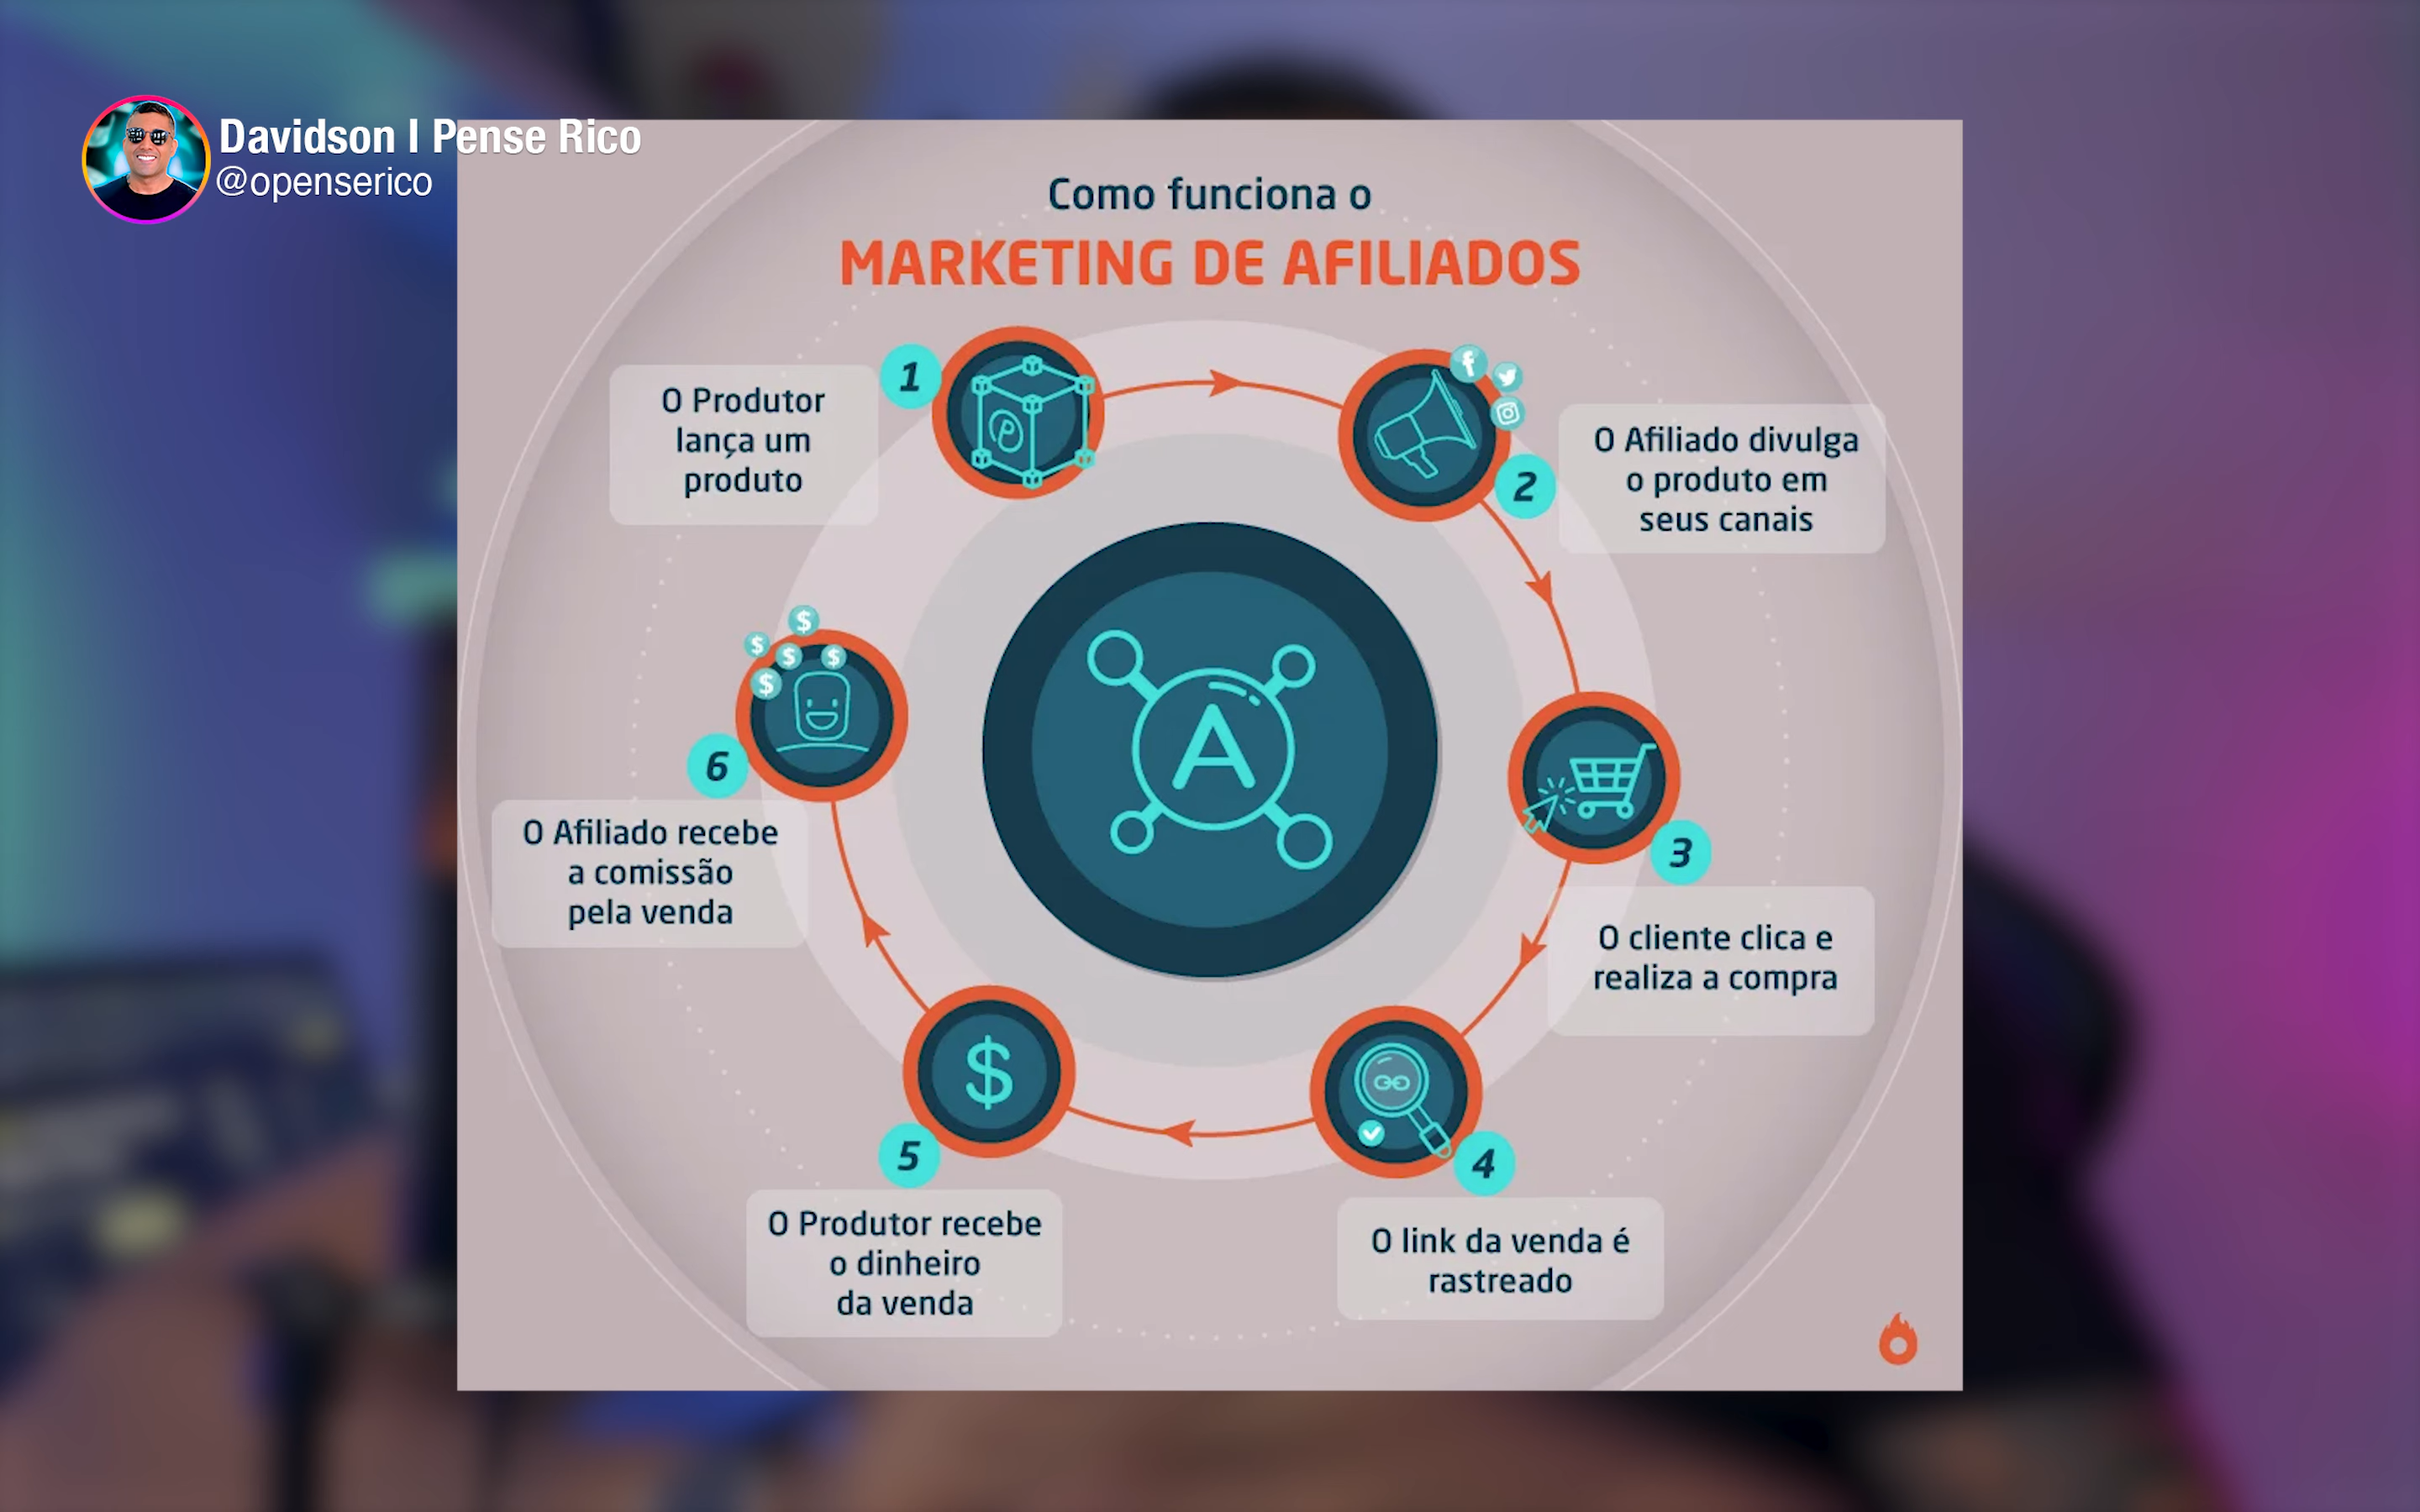 Davidson I Pense Rico
@openserico
Como funciona o
MARKETING DE AFILIADOS
1
O Produtor
lança um
produto
2
O Afiliado divulga
o produto em
seus canais
3
O cliente clica e
realiza a compra
4
O link da venda é
rastreado
5
O Produtor recebe
o dinheiro
da venda
6
O Afiliado recebe
a comissão
pela venda
A
$
$
$
$
$
$